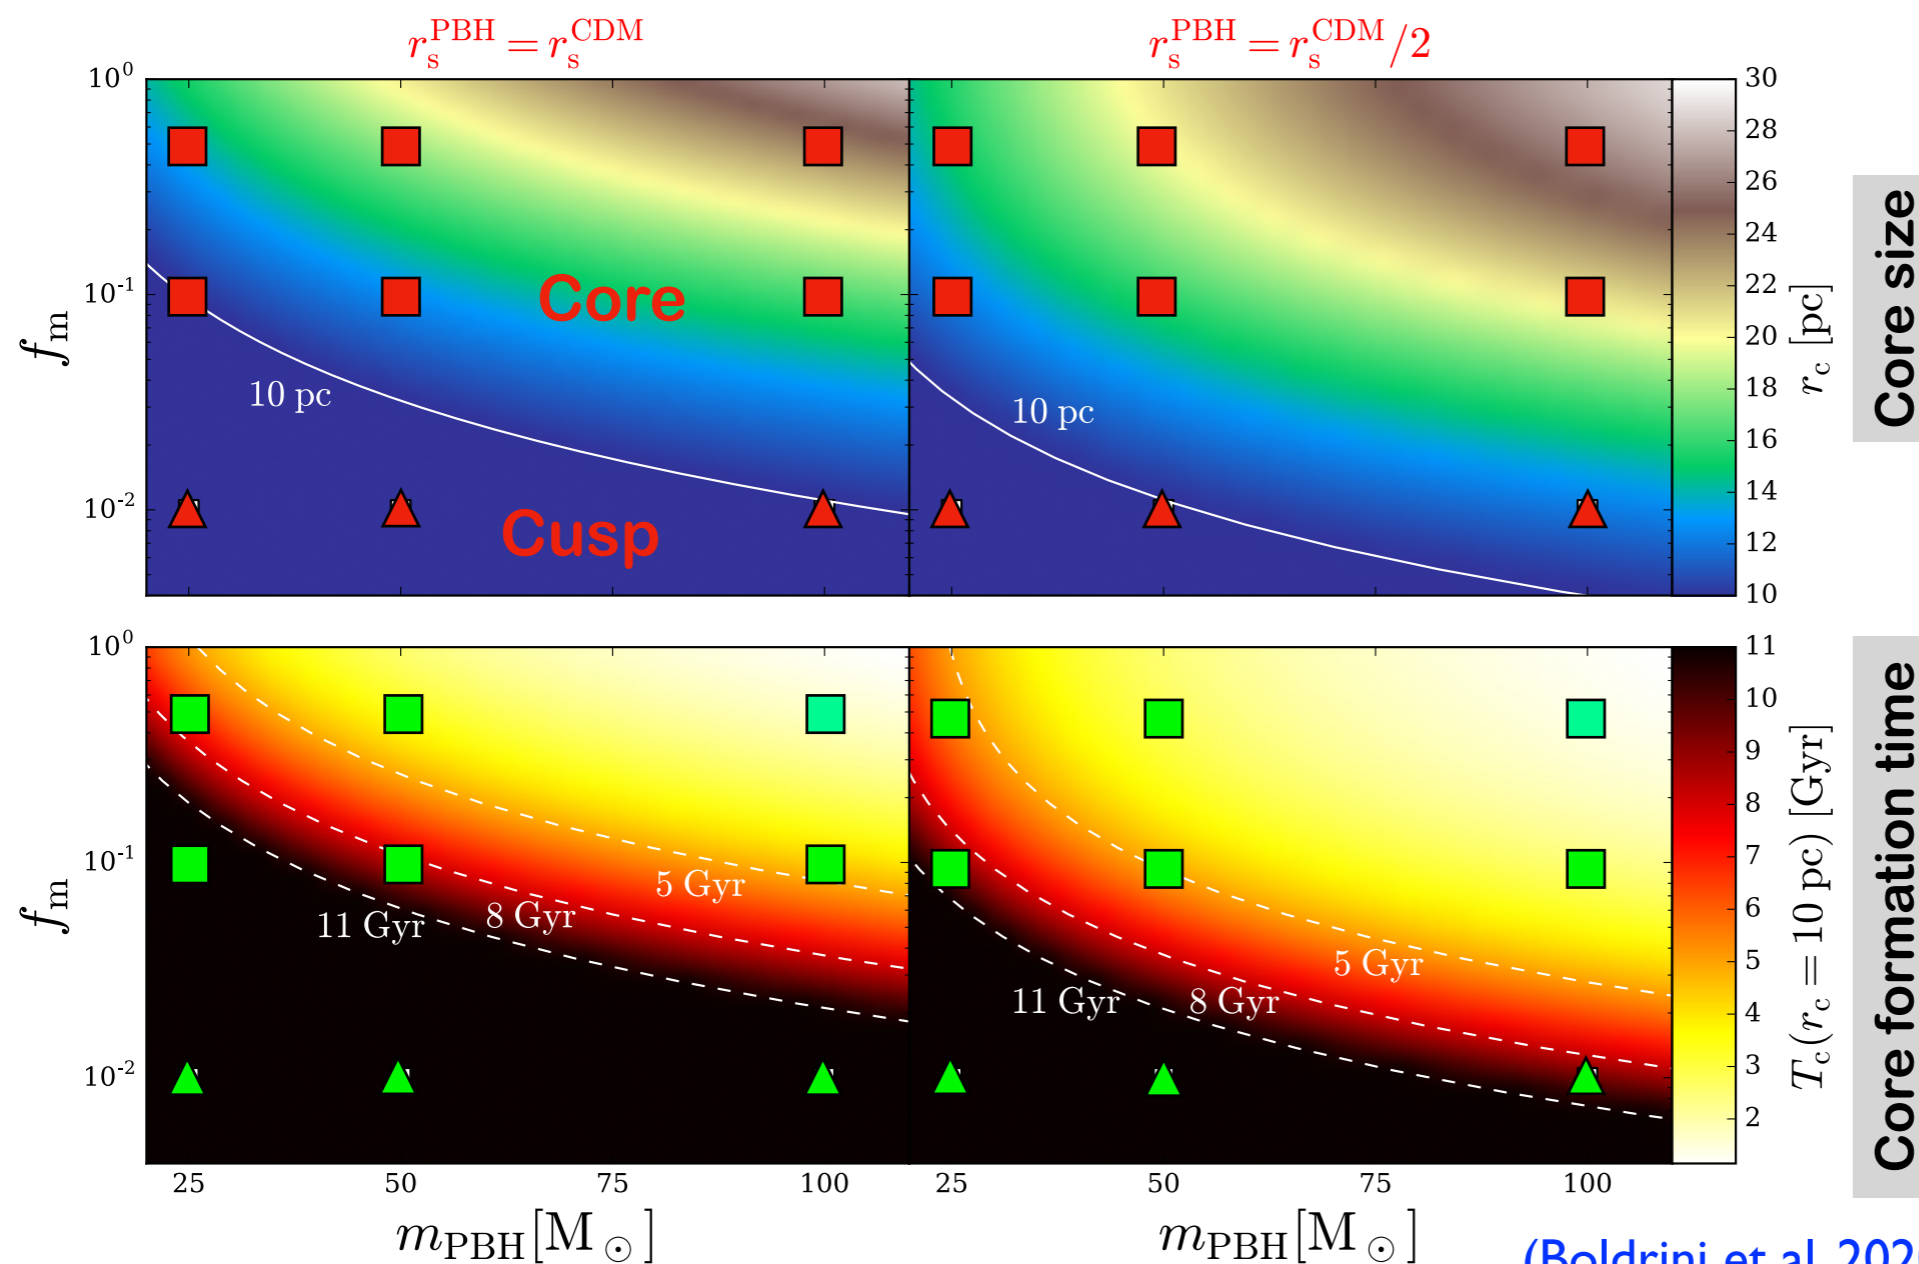 r_s^PBH = r_s^CDM
r_s^PBH = r_s^CDM/2
10^0
10^-1
10^-2
f_m
10 pc
Core
Cusp
10 pc
30
28
26
24
22
20
18
16
14
12
10
r_c [pc]
Core size
10^0
10^-1
10^-2
f_m
5 Gyr
8 Gyr
11 Gyr
5 Gyr
8 Gyr
11 Gyr
11
10
9
8
7
6
5
4
3
2
T_c(r_c = 10 pc) [Gyr]
Core formation time
25 50 75 100
25 50 75 100
m_PBH[M_⊙]
m_PBH[M_⊙]
(Boldrini et al.